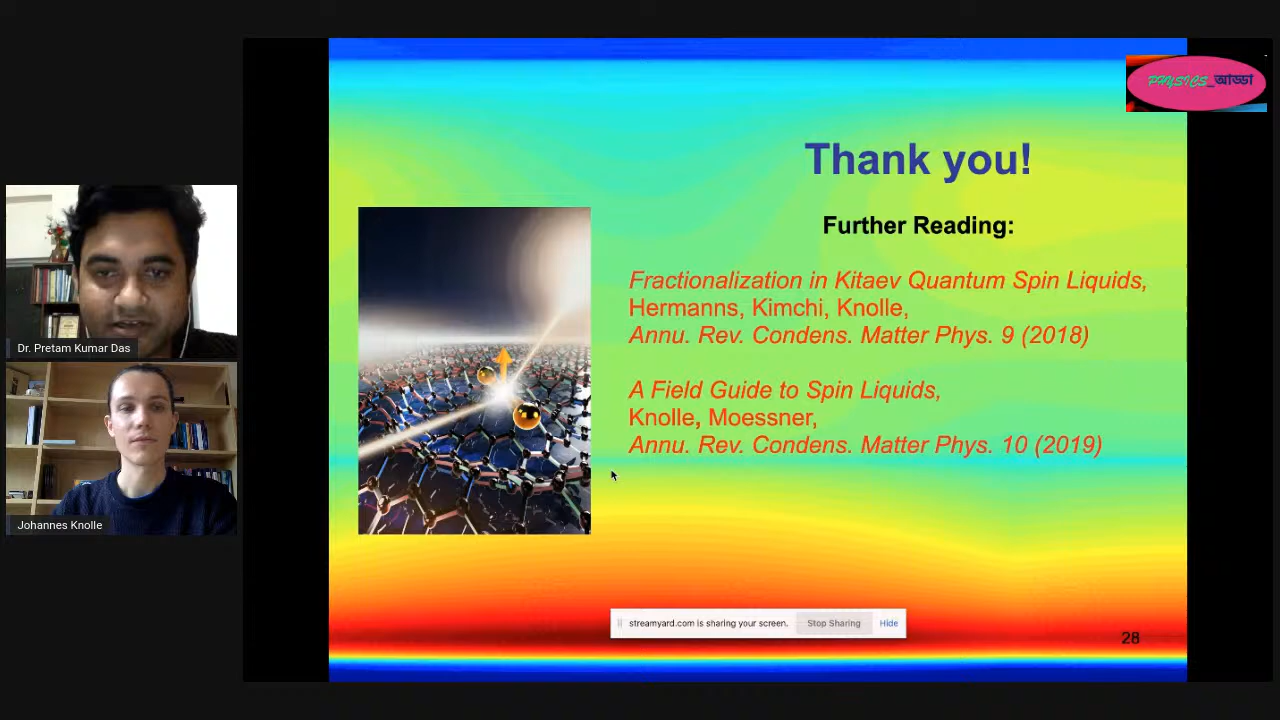 PHYSICS_আড্ডা
Thank you!
Further Reading:
Fractionalization in Kitaev Quantum Spin Liquids,
Hermanns, Kimchi, Knolle,
Annu. Rev. Condens. Matter Phys. 9 (2018)
A Field Guide to Spin Liquids,
Knolle, Moessner,
Annu. Rev. Condens. Matter Phys. 10 (2019)
Dr. Pretam Kumar Das
Johannes Knolle
streamyard.com is sharing your screen. Stop Sharing Hide
28